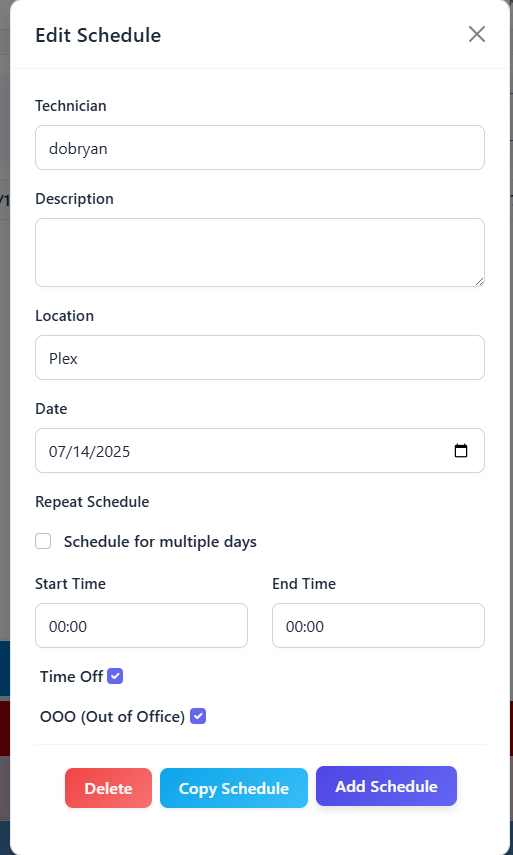 Edit Schedule
Technician
dobryan
Description
Location
Plex
Date
07/14/2025
Repeat Schedule
Schedule for multiple days
Start Time End Time
00:00 00:00
Time Off
OOO (Out of Office)
Delete Copy Schedule Add Schedule